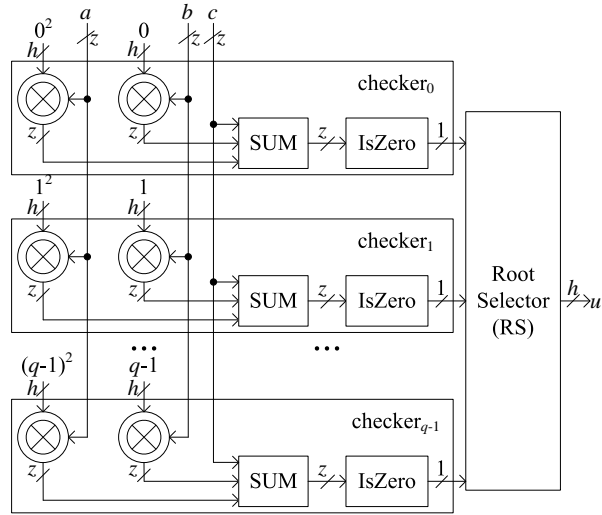 0² a 0 b c
h z h z z
checker₀
z z SUM z IsZero 1
1² 1
h h
checker₁
z z SUM z IsZero 1
Root
Selector
(RS)
h
u
... ...
(q-1)² q-1
h h
checker_q-1
z z SUM z IsZero 1